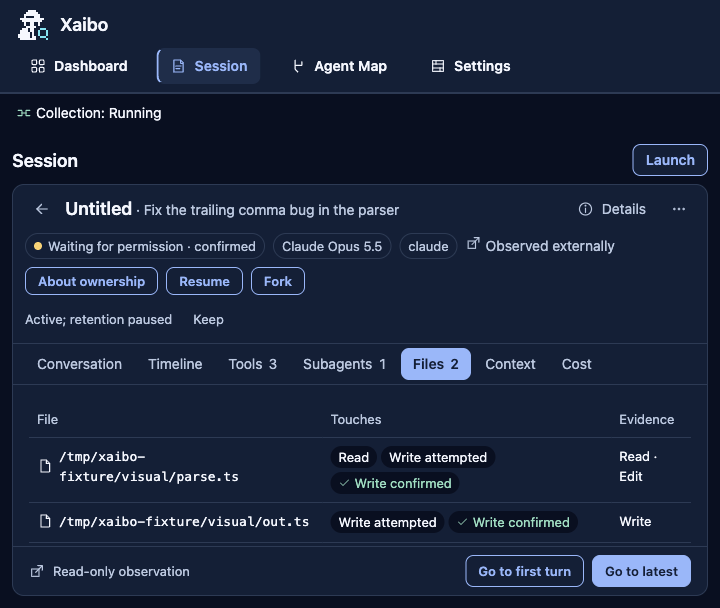 Xaibo
Dashboard Session Agent Map Settings
Collection: Running
Session Launch
Untitled · Fix the trailing comma bug in the parser Details
Waiting for permission · confirmed Claude Opus 5.5 claude Observed externally
About ownership Resume Fork
Active; retention paused Keep
Conversation Timeline Tools 3 Subagents 1 Files 2 Context Cost
File Touches Evidence
/tmp/xaibo-
fixture/visual/parse.ts
Read Write attempted
Write confirmed
Read ·
Edit
/tmp/xaibo-fixture/visual/out.ts Write attempted Write confirmed Write
Read-only observation Go to first turn Go to latest